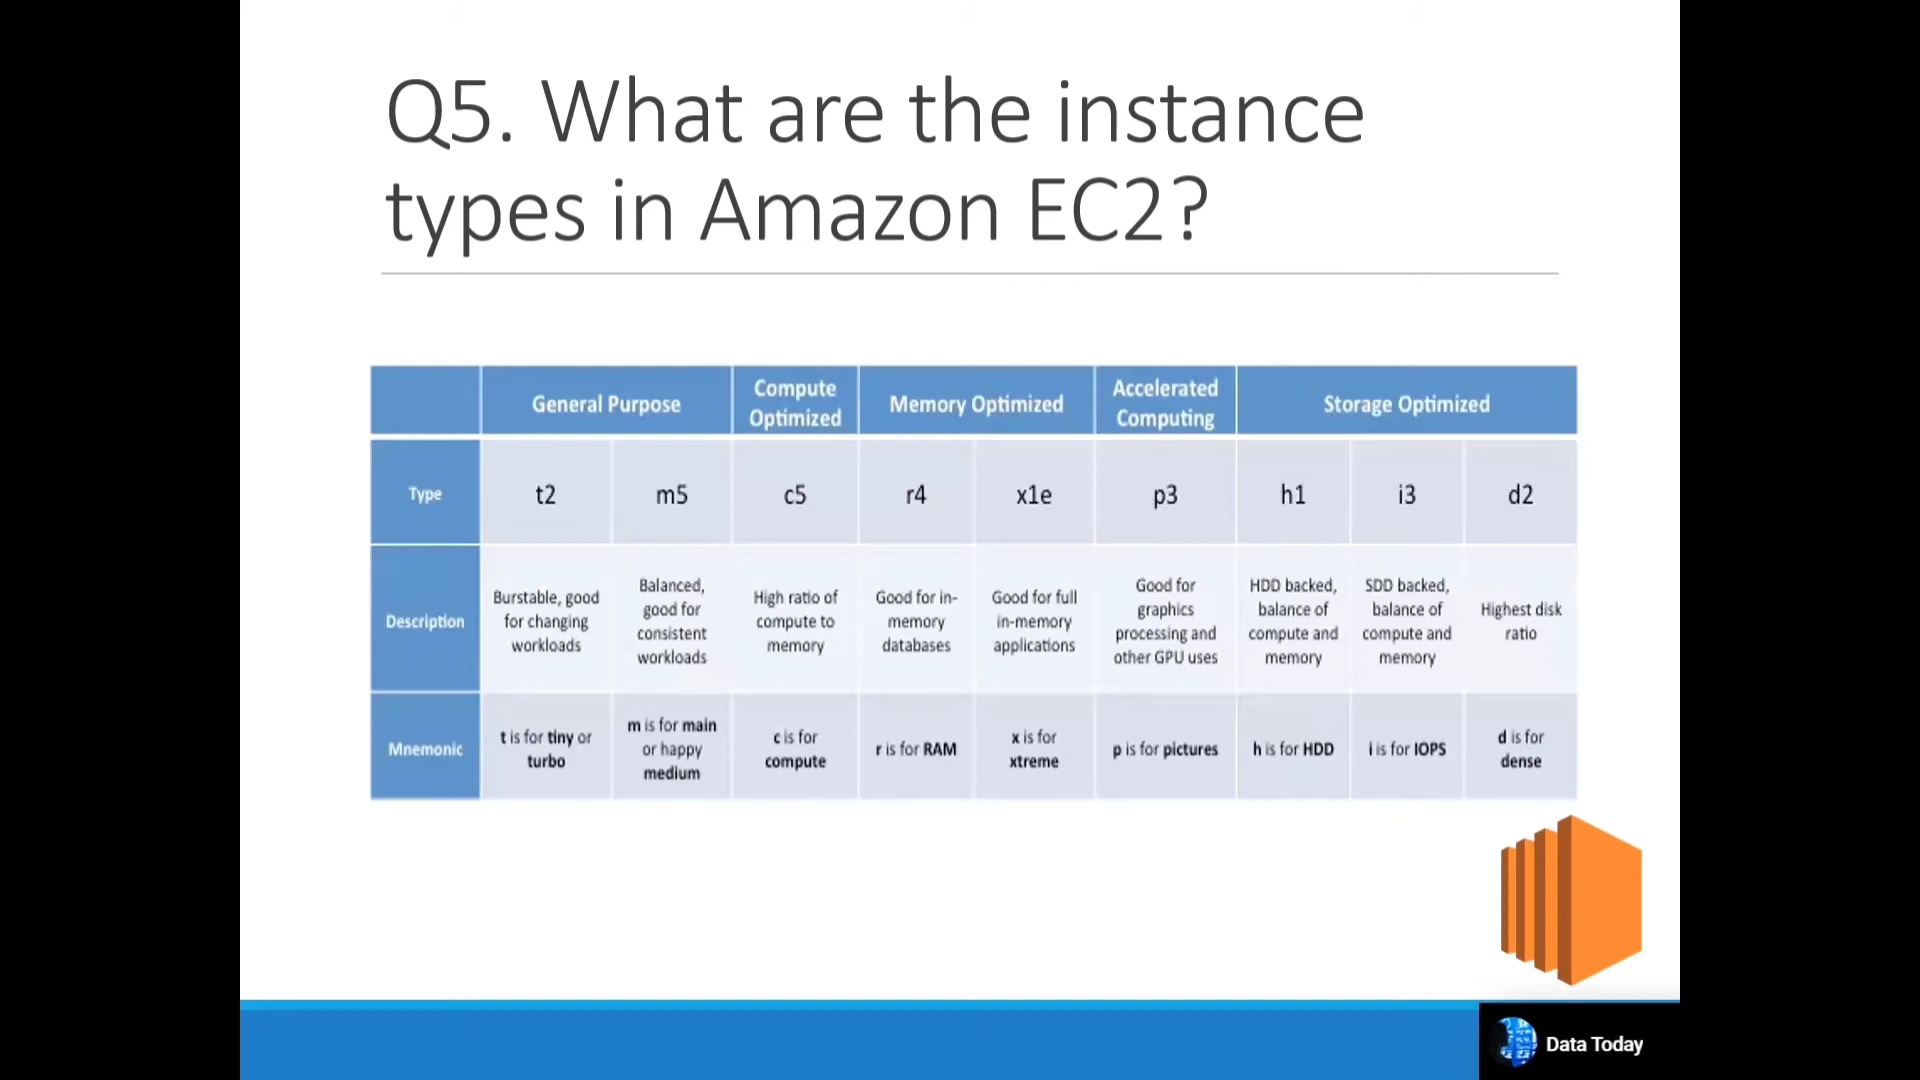 Q5. What are the instance
types in Amazon EC2?
General Purpose
Compute
Optimized
Memory Optimized
Accelerated
Computing
Storage Optimized
Type
t2
m5
c5
r4
x1e
p3
h1
i3
d2
Description
Burstable, good
for changing
workloads
Balanced,
good for
consistent
workloads
High ratio of
compute to
memory
Good for in-
memory
databases
Good for full
in-memory
applications
Good for
graphics
processing and
other GPU uses
HDD backed,
balance of
compute and
memory
SDD backed,
balance of
compute and
memory
Highest disk
ratio
Mnemonic
t is for tiny or
turbo
m is for main
or happy
medium
c is for
compute
r is for RAM
x is for
xtreme
p is for pictures
h is for HDD
i is for IOPS
d is for
dense
Data Today